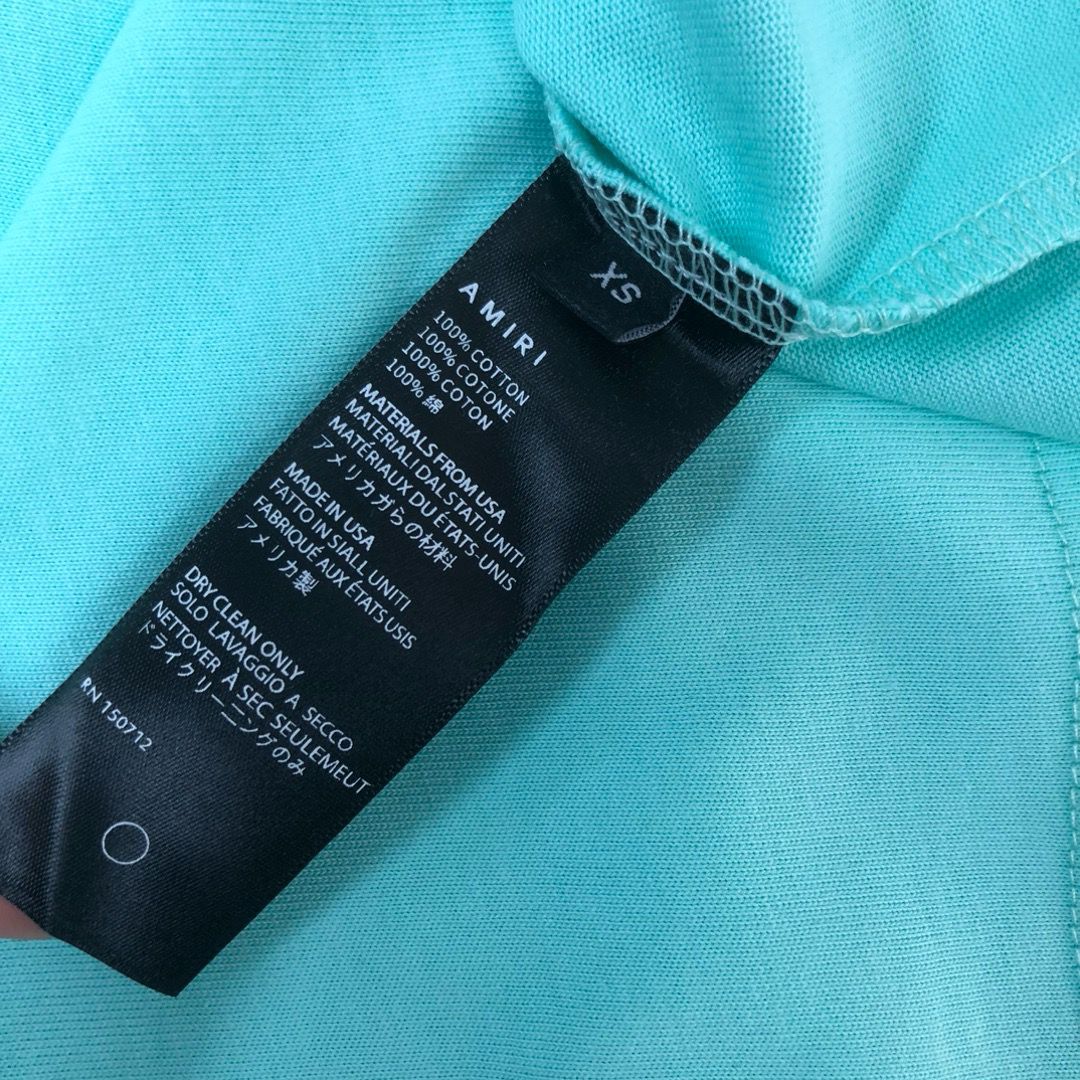 XS
AMIRI
100% COTTON
100% COTONE
100% COTON
100% 綿
MATERIALS FROM USA
MATERIALI DAL STATI UNITI
MATÉRIAUX DU ÉTATS-UNIS
アメリカガらの材料
MADE IN USA
FATTO IN SIALL UNITI
FABRIQUÉ AUX ÉTATS USIS
アメリカ製
DRY CLEAN ONLY
SOLO LAVAGGIO A SECCO
NETTOYER À SEC SEULEMEUT
ドライクリーニングのみ
RN 150712